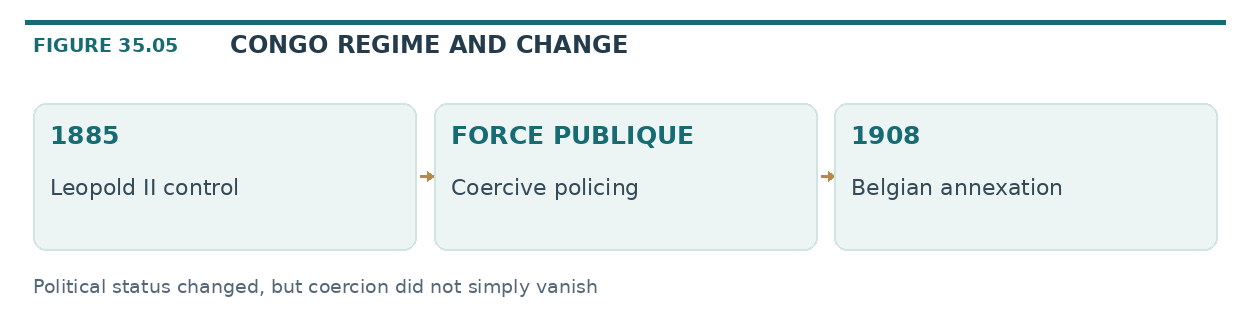 FIGURE 35.05 CONGO REGIME AND CHANGE
1885
Leopold II control
FORCE PUBLIQUE
Coercive policing
1908
Belgian annexation
Political status changed, but coercion did not simply vanish